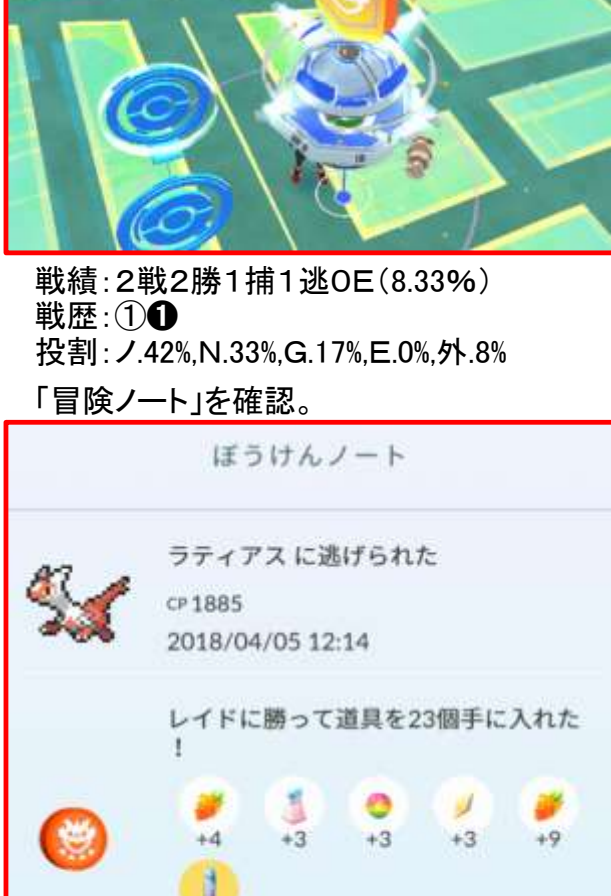 戦績:２戦２勝１捕１逃０Ｅ(8.33％)
戦歴:①❶
投割:ノ.42%,Ｎ.33%,Ｇ.17%,Ｅ.0%,外.8%
「冒険ノート」を確認。
ぼうけんノート
ラティアス に逃げられた
CP 1885
2018/04/05 12:14
レイドに勝って道具を23個手に入れた
！
+4 +3 +3 +3 +9